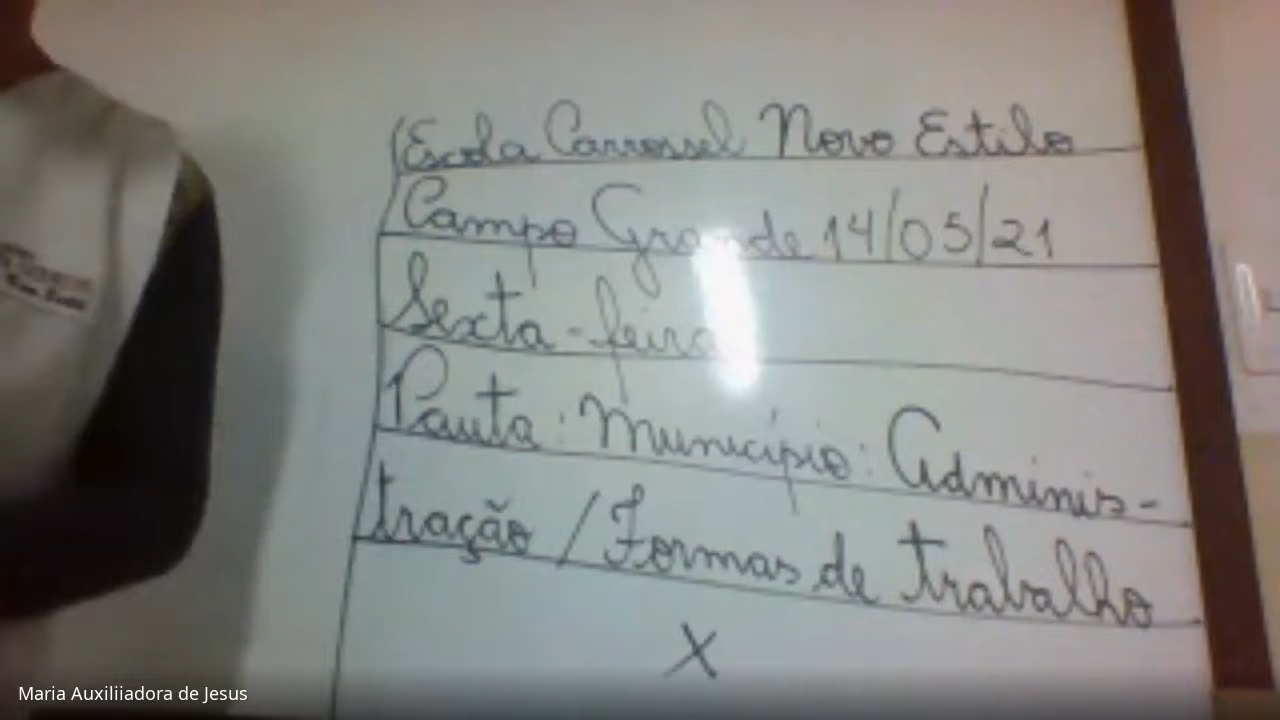 Escola Carrossel Novo Estilo
Campo Grande 14/05/21
Sexta-feira
Pauta: Município: Adminis-
tração / Formas de trabalho
X
Maria Auxiliiadora de Jesus